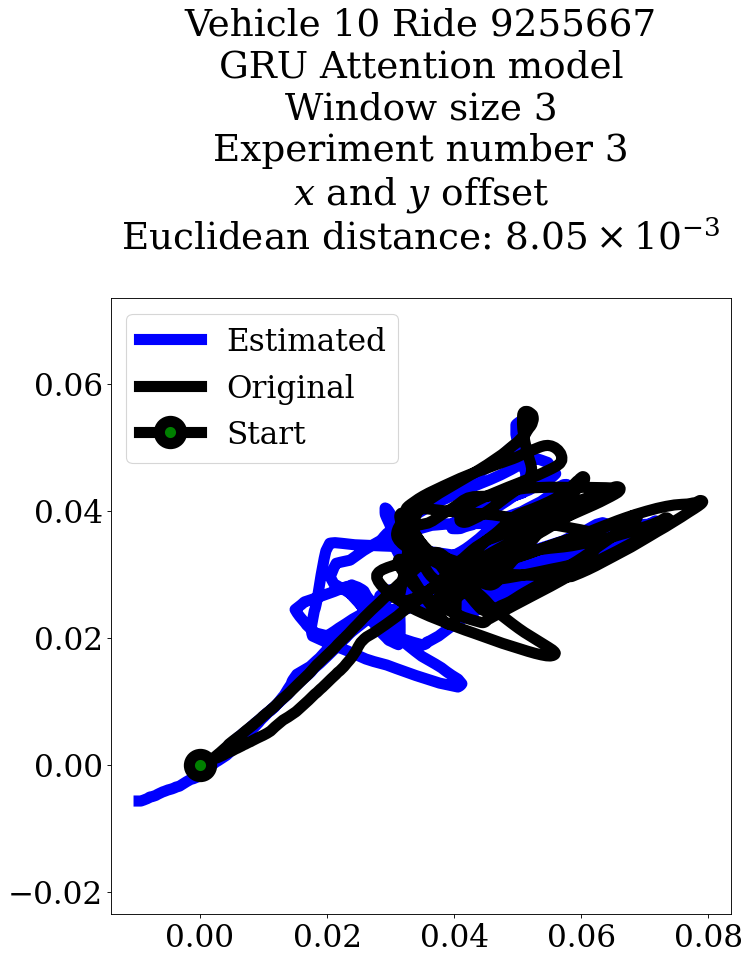 Vehicle 10 Ride 9255667
GRU Attention model
Window size 3
Experiment number 3
x and y offset
Euclidean distance: 8.05 × 10⁻³
Estimated
Original
Start
0.06
0.04
0.02
0.00
−0.02
0.00 0.02 0.04 0.06 0.08